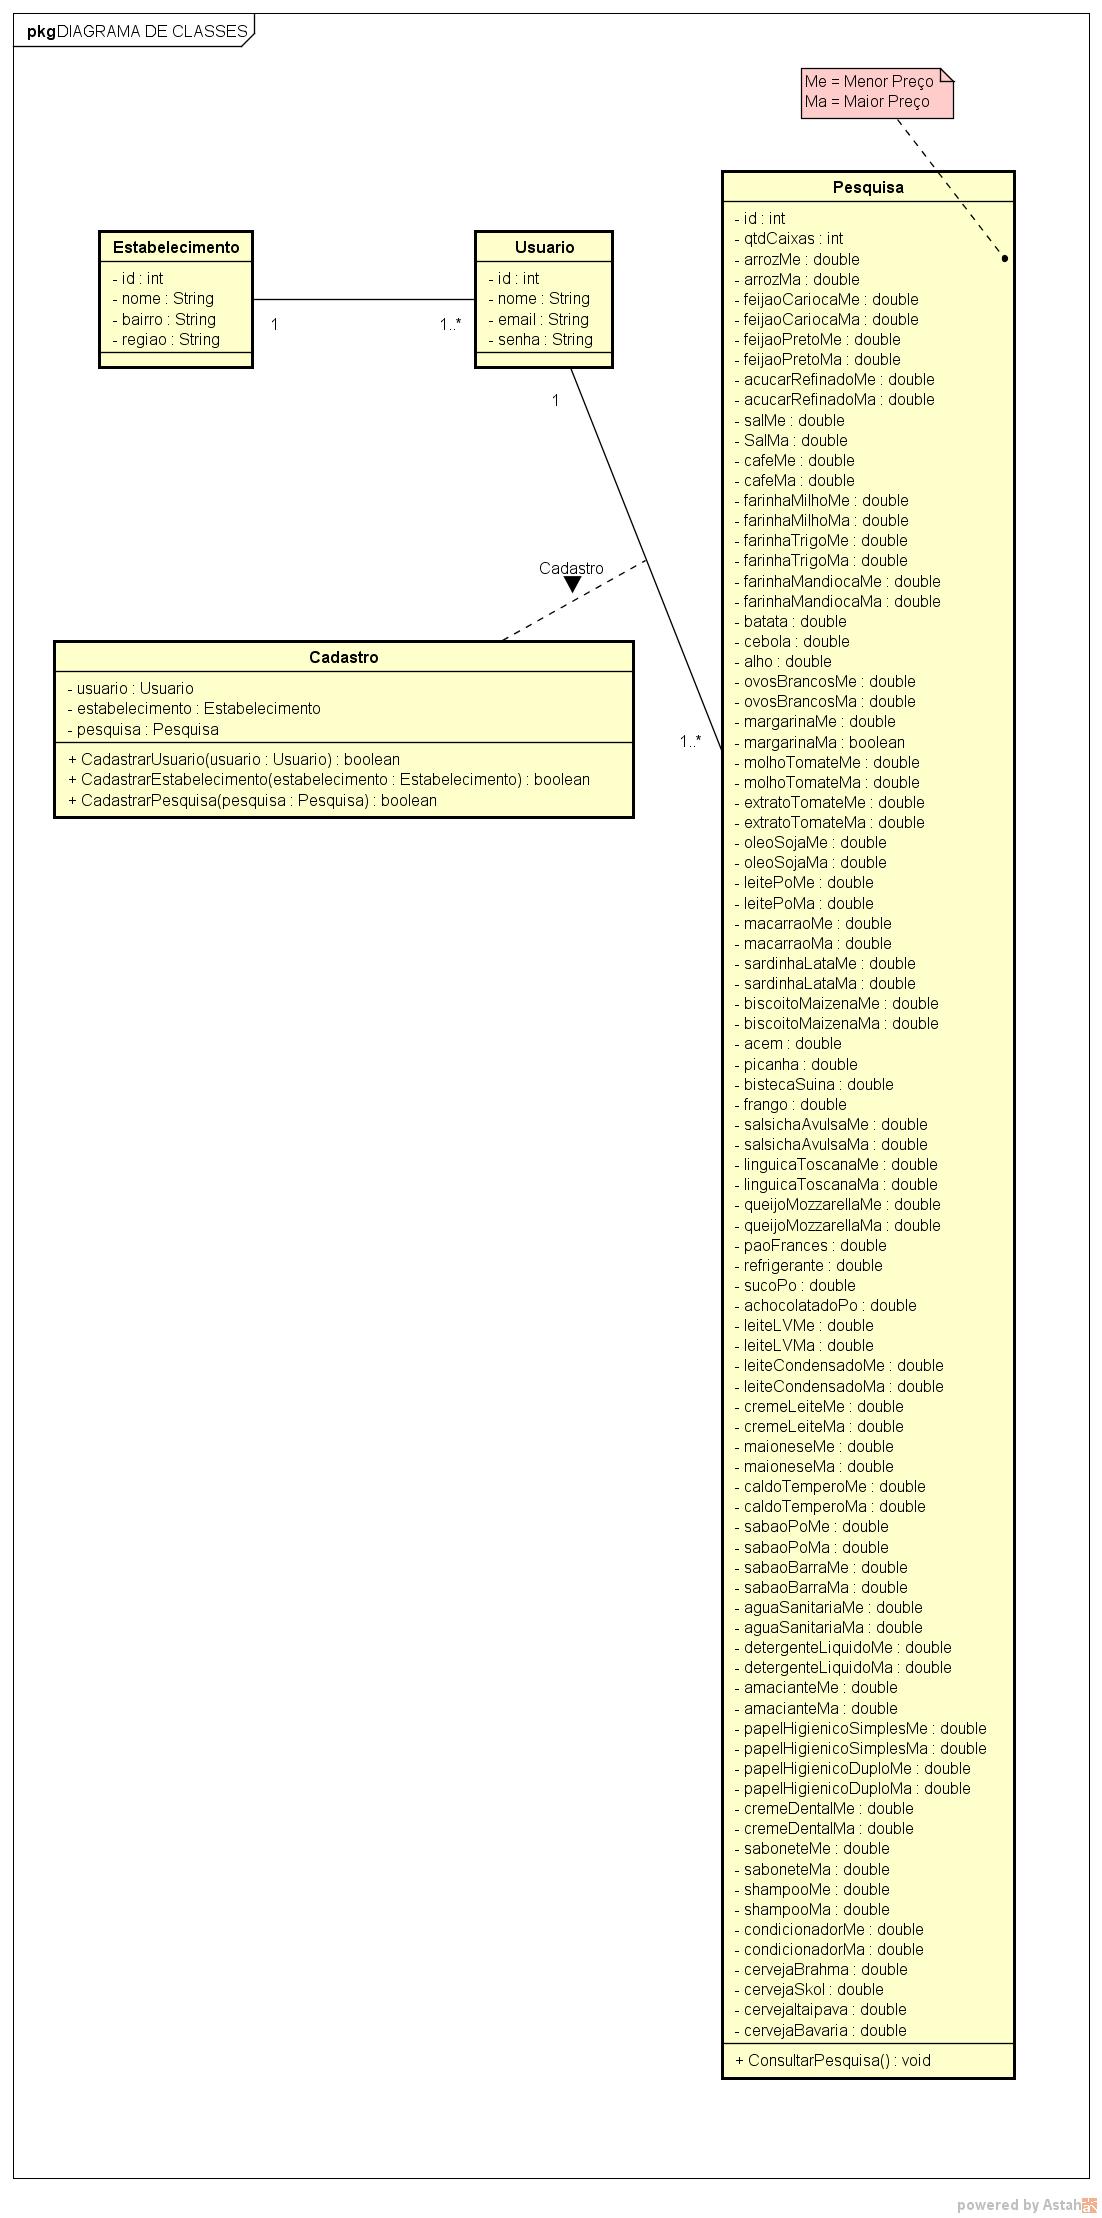 pkg DIAGRAMA DE CLASSES
Me = Menor Preço
Ma = Maior Preço
Estabelecimento
- id : int
- nome : String
- bairro : String
- regiao : String
1
1..*
Usuario
- id : int
- nome : String
- email : String
- senha : String
1
1..*
Cadastro
Cadastro
- usuario : Usuario
- estabelecimento : Estabelecimento
- pesquisa : Pesquisa
+ CadastrarUsuario(usuario : Usuario) : boolean
+ CadastrarEstabelecimento(estabelecimento : Estabelecimento) : boolean
+ CadastrarPesquisa(pesquisa : Pesquisa) : boolean
Pesquisa
- id : int
- qtdCaixas : int
- arrozMe : double
- arrozMa : double
- feijaoCariocaMe : double
- feijaoCariocaMa : double
- feijaoPretoMe : double
- feijaoPretoMa : double
- acucarRefinadoMe : double
- acucarRefinadoMa : double
- salMe : double
- SalMa : double
- cafeMe : double
- cafeMa : double
- farinhaMilhoMe : double
- farinhaMilhoMa : double
- farinhaTrigoMe : double
- farinhaTrigoMa : double
- farinhaMandiocaMe : double
- farinhaMandiocaMa : double
- batata : double
- cebola : double
- alho : double
- ovosBrancosMe : double
- ovosBrancosMa : double
- margarinaMe : double
- margarinaMa : boolean
- molhoTomateMe : double
- molhoTomateMa : double
- extratoTomateMe : double
- extratoTomateMa : double
- oleoSojaMe : double
- oleoSojaMa : double
- leitePoMe : double
- leitePoMa : double
- macarraoMe : double
- macarraoMa : double
- sardinhaLataMe : double
- sardinhaLataMa : double
- biscoitoMaizenaMe : double
- biscoitoMaizenaMa : double
- acem : double
- picanha : double
- bistecaSuina : double
- frango : double
- salsichaAvulsaMe : double
- salsichaAvulsaMa : double
- linguicaToscanaMe : double
- linguicaToscanaMa : double
- queijoMozzarellaMe : double
- queijoMozzarellaMa : double
- paoFrances : double
- refrigerante : double
- sucoPo : double
- achocolatadoPo : double
- leiteLVMe : double
- leiteLVMa : double
- leiteCondensadoMe : double
- leiteCondensadoMa : double
- cremeLeiteMe : double
- cremeLeiteMa : double
- maioneseMe : double
- maioneseMa : double
- caldoTemperoMe : double
- caldoTemperoMa : double
- sabaoPoMe : double
- sabaoPoMa : double
- sabaoBarraMe : double
- sabaoBarraMa : double
- aguaSanitariaMe : double
- aguaSanitariaMa : double
- detergenteLiquidoMe : double
- detergenteLiquidoMa : double
- amacianteMe : double
- amacianteMa : double
- papelHigienicoSimplesMe : double
- papelHigienicoSimplesMa : double
- papelHigienicoDuploMe : double
- papelHigienicoDuploMa : double
- cremeDentalMe : double
- cremeDentalMa : double
- saboneteMe : double
- saboneteMa : double
- shampooMe : double
- shampooMa : double
- condicionadorMe : double
- condicionadorMa : double
- cervejaBrahma : double
- cervejaSkol : double
- cervejaItaipava : double
- cervejaBavaria : double
+ ConsultarPesquisa() : void
powered by Astah